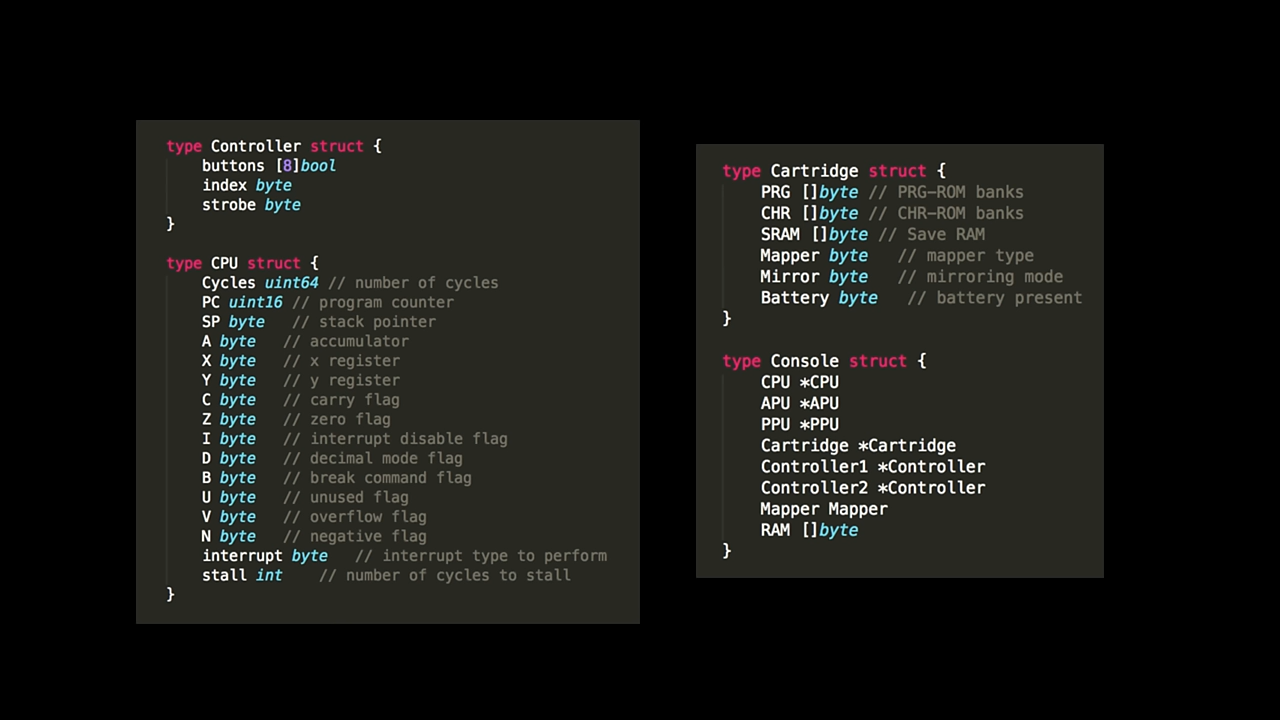 type Controller struct {
    buttons [8]bool
    index byte
    strobe byte
}

type CPU struct {
    Cycles uint64 // number of cycles
    PC uint16 // program counter
    SP byte   // stack pointer
    A byte   // accumulator
    X byte   // x register
    Y byte   // y register
    C byte   // carry flag
    Z byte   // zero flag
    I byte   // interrupt disable flag
    D byte   // decimal mode flag
    B byte   // break command flag
    U byte   // unused flag
    V byte   // overflow flag
    N byte   // negative flag
    interrupt byte   // interrupt type to perform
    stall int    // number of cycles to stall
}

type Cartridge struct {
    PRG []byte // PRG-ROM banks
    CHR []byte // CHR-ROM banks
    SRAM []byte // Save RAM
    Mapper byte   // mapper type
    Mirror byte   // mirroring mode
    Battery byte   // battery present
}

type Console struct {
    CPU *CPU
    APU *APU
    PPU *PPU
    Cartridge *Cartridge
    Controller1 *Controller
    Controller2 *Controller
    Mapper Mapper
    RAM []byte
}